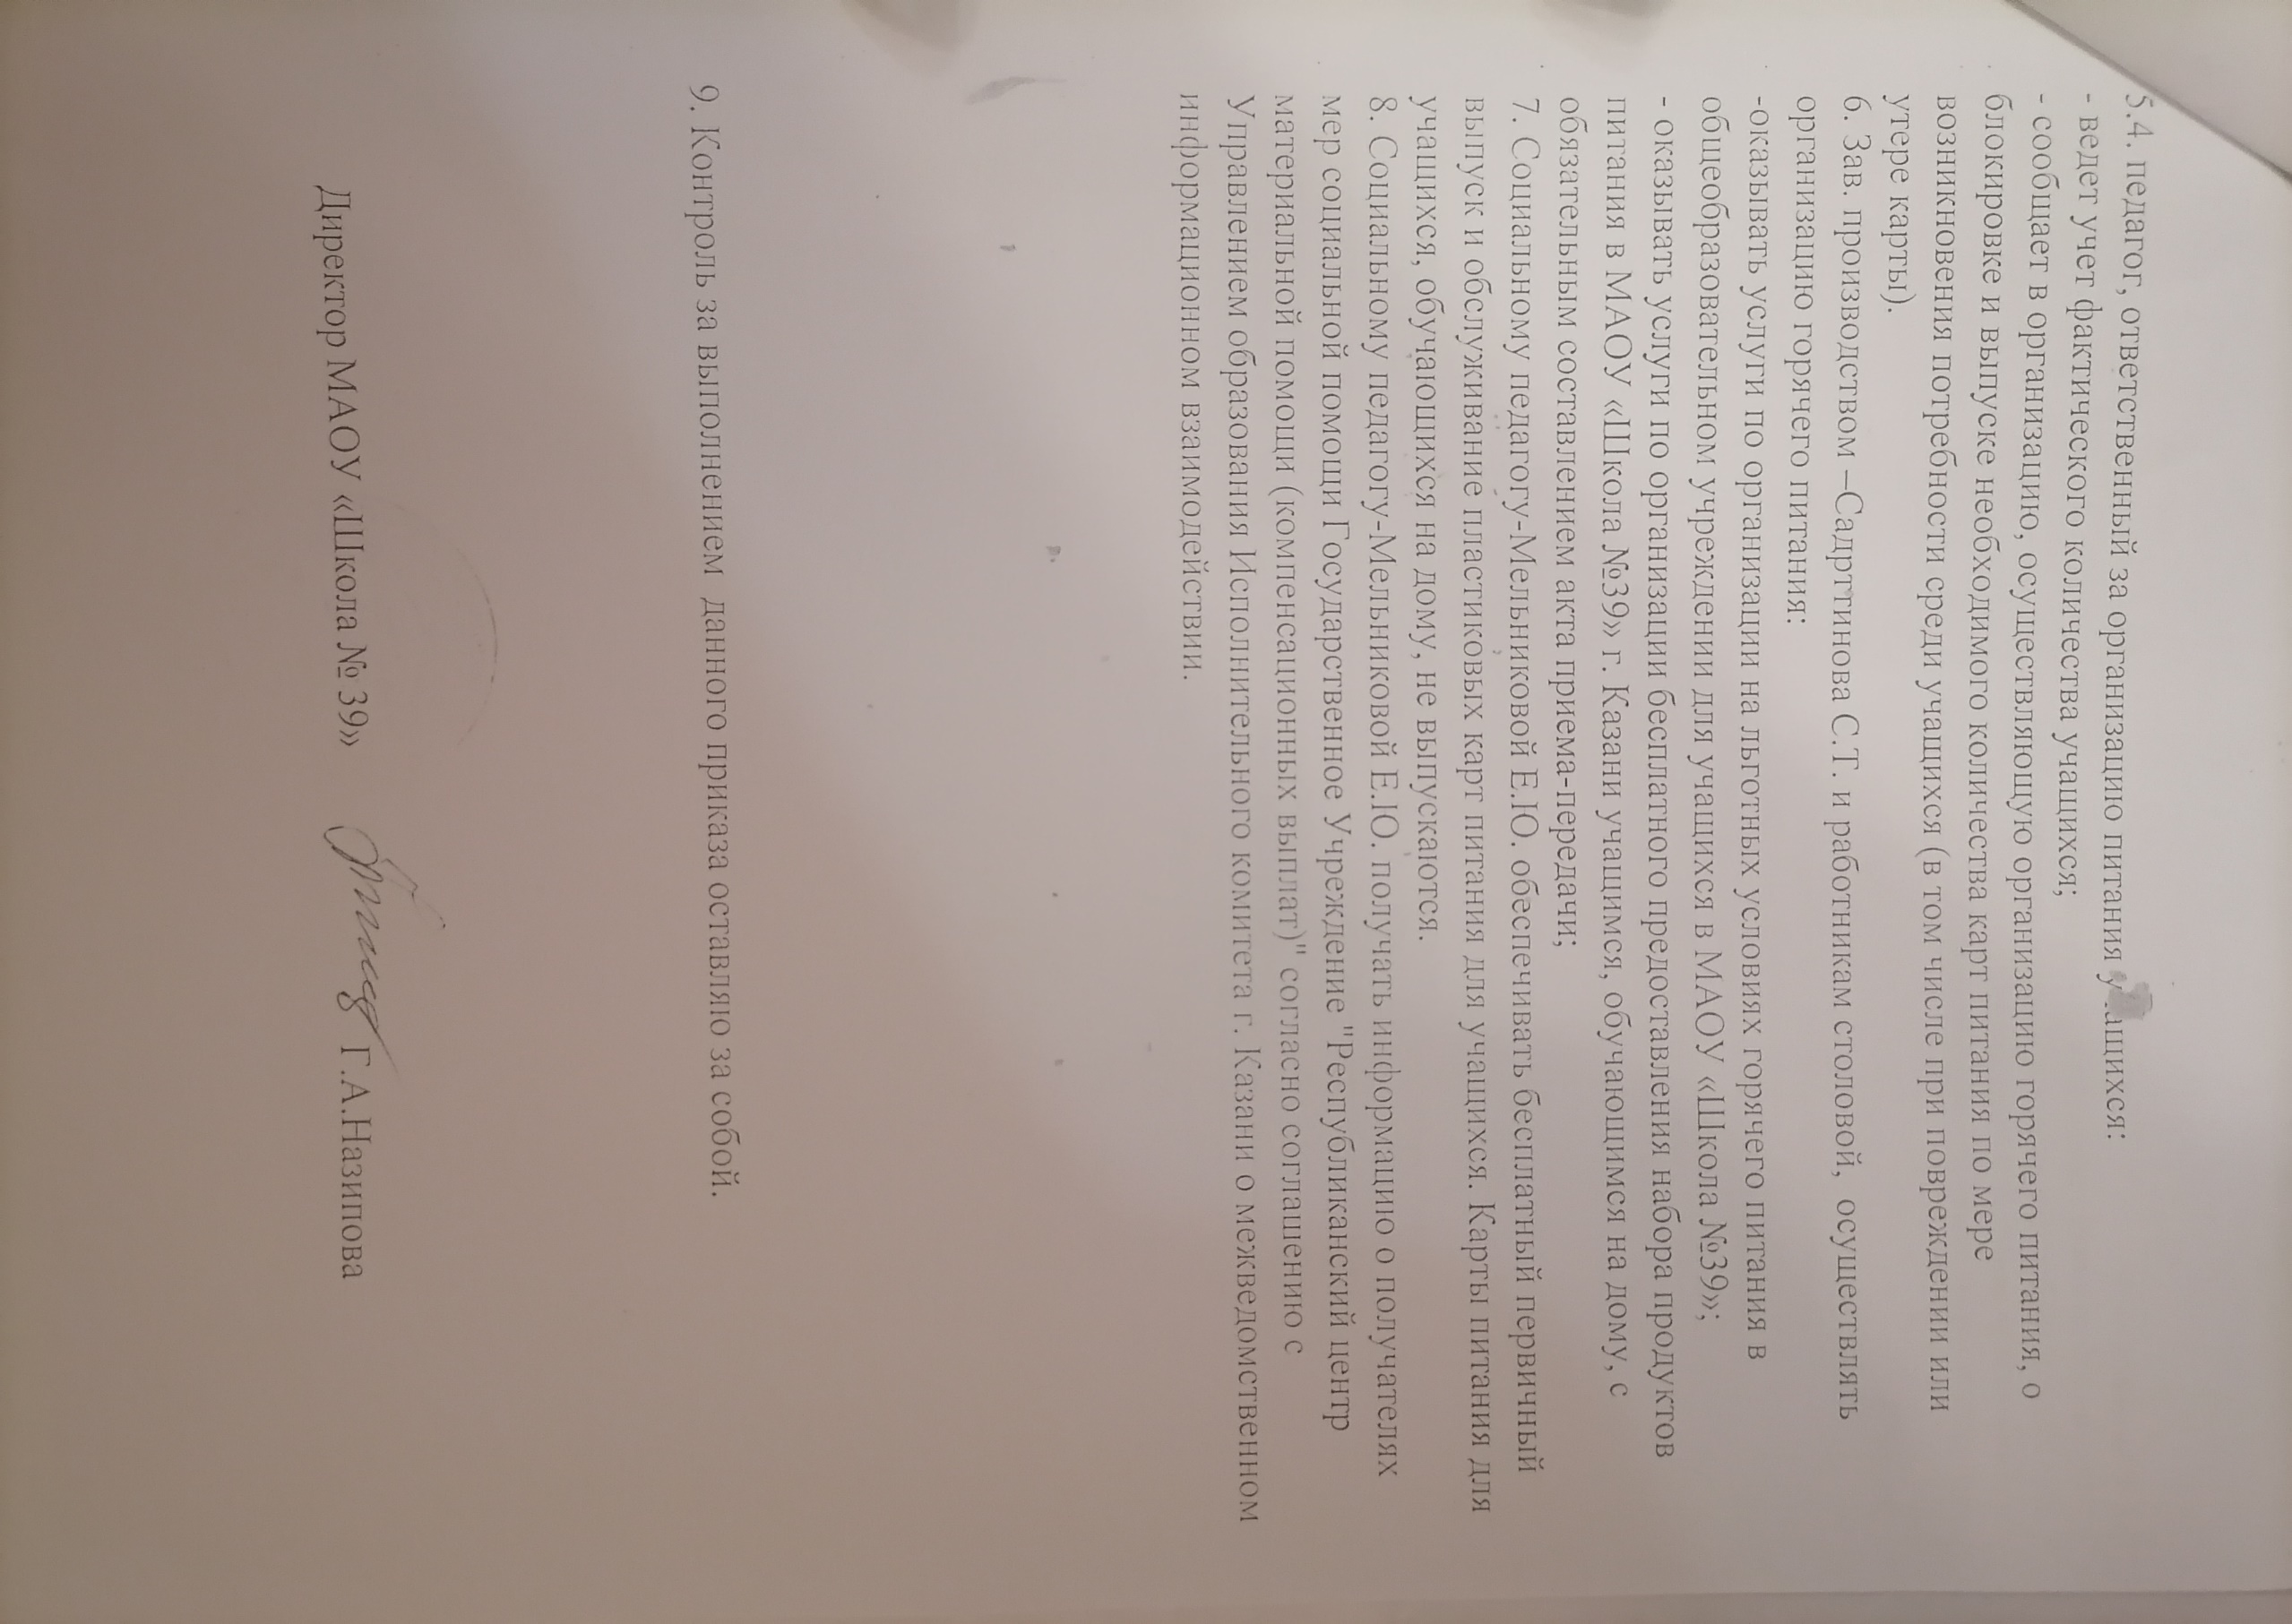 5.4. педагог, ответственный за организацию питания учащихся:
- ведет учет фактического количества учащихся;
- сообщает в организацию, осуществляющую организацию горячего питания, о
блокировке и выпуске необходимого количества карт питания по мере
возникновения потребности среди учащихся (в том числе при повреждении или
утере карты).
6. Зав. производством –Садртинова С.Т. и работникам столовой, осуществлять
организацию горячего питания:
-оказывать услуги по организации на льготных условиях горячего питания в
общеобразовательном учреждении для учащихся в МАОУ «Школа №39»;
- оказывать услуги по организации бесплатного предоставления набора продуктов
питания в МАОУ «Школа №39» г. Казани учащимся, обучающимся на дому, с
обязательным составлением акта приема-передачи;
7. Социальному педагогу-Мельниковой Е.Ю. обеспечивать бесплатный первичный
выпуск и обслуживание пластиковых карт питания для учащихся. Карты питания для
учащихся, обучающихся на дому, не выпускаются.
8. Социальному педагогу-Мельниковой Е.Ю. получать информацию о получателях
мер социальной помощи Государственное Учреждение "Республиканский центр
материальной помощи (компенсационных выплат)" согласно соглашению с
Управлением образования Исполнительного комитета г. Казани о межведомственном
информационном взаимодействии.
9. Контроль за выполнением данного приказа оставляю за собой.
Директор МАОУ «Школа № 39» Г.А.Назипова